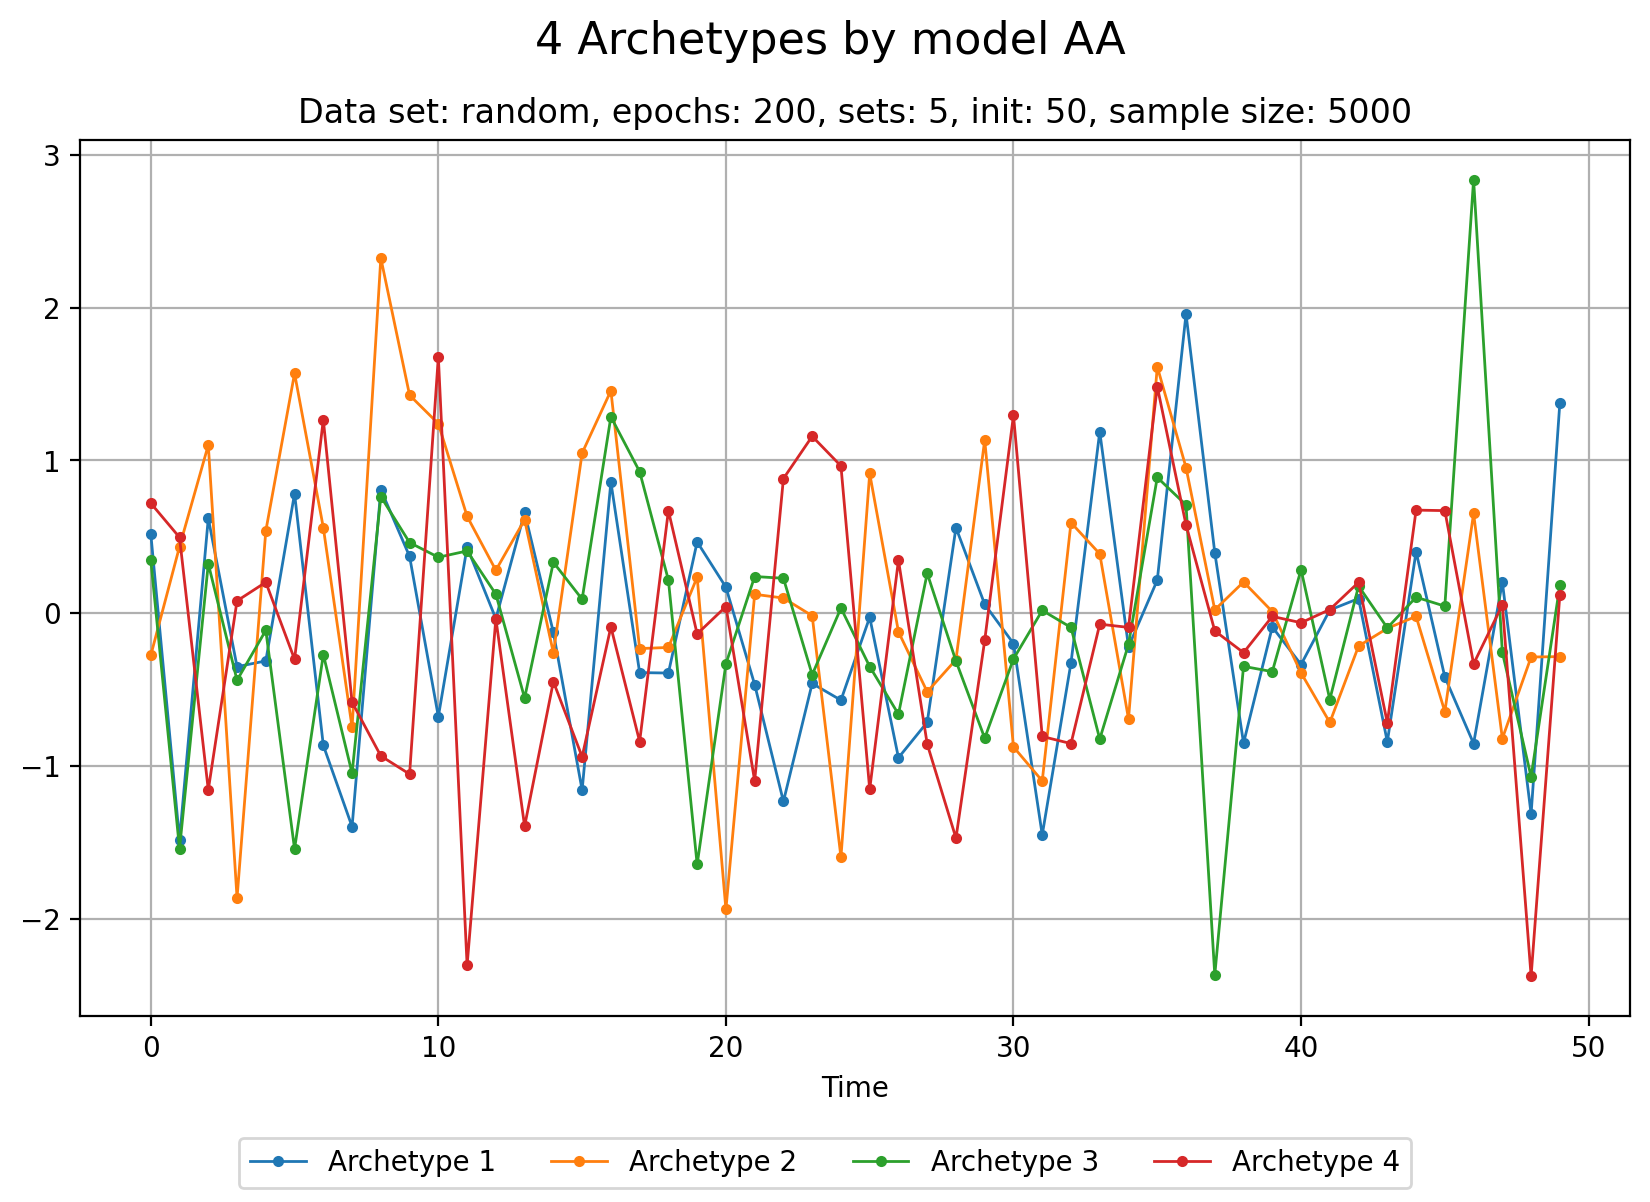 4 Archetypes by model AA
Data set: random, epochs: 200, sets: 5, init: 50, sample size: 5000
3
2
1
0
−1
−2
0 10 20 30 40 50
Time
Archetype 1 Archetype 2 Archetype 3 Archetype 4